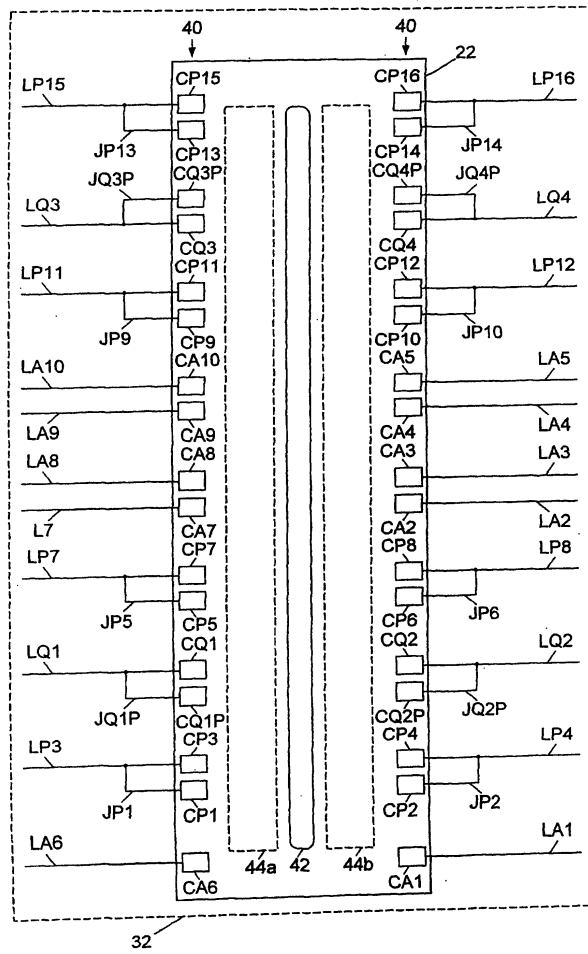 40 40
22
LP15 CP15 CP16 LP16
JP13 CP13 CP14 JP14
JQ3P CQ3P CQ4P JQ4P
LQ3 CQ3 CQ4 LQ4
LP11 CP11 CP12 LP12
JP9 CP9 CP10 JP10
LA10 CA10 CA5 LA5
LA9 CA9 CA4 LA4
LA8 CA8 CA3 LA3
L7 CA7 CA2 LA2
LP7 CP7 CP8 LP8
JP5 CP5 CP6 JP6
LQ1 CQ1 CQ2 LQ2
JQ1P CQ1P CQ2P JQ2P
LP3 CP3 CP4 LP4
JP1 CP1 CP2 JP2
LA6 LA1
44a 42 44b
CA6 CA1
32